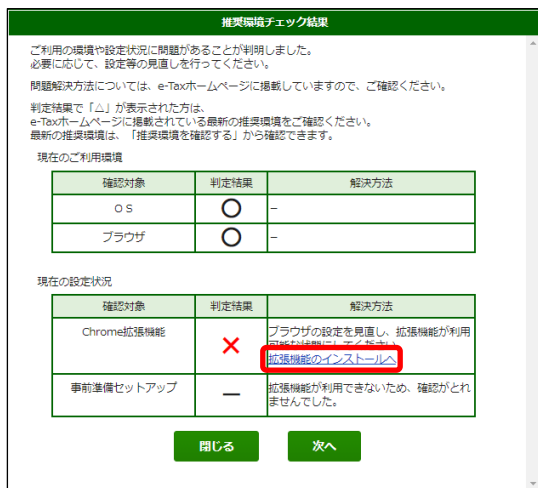 推奨環境チェック結果
ご利用の環境や設定状況に問題があることが判明しました。
必要に応じて、設定等の見直しを行ってください。
問題解決方法については、e-Taxホームページに掲載していますので、ご確認ください。
判定結果で「△」が表示された方は、
e-Taxホームページに掲載されている最新の推奨環境をご確認ください。
最新の推奨環境は、「推奨環境を確認する」から確認できます。
現在のご利用環境
確認対象 判定結果 解決方法
ＯＳ 〇 －
ブラウザ 〇 －
現在の設定状況
確認対象 判定結果 解決方法
Chrome拡張機能 × ブラウザの設定を見直し、拡張機能が利用
可能な状態にしてください。
拡張機能のインストールへ
事前準備セットアップ － 拡張機能が利用できないため、確認がとれ
ませんでした。
閉じる 次へ